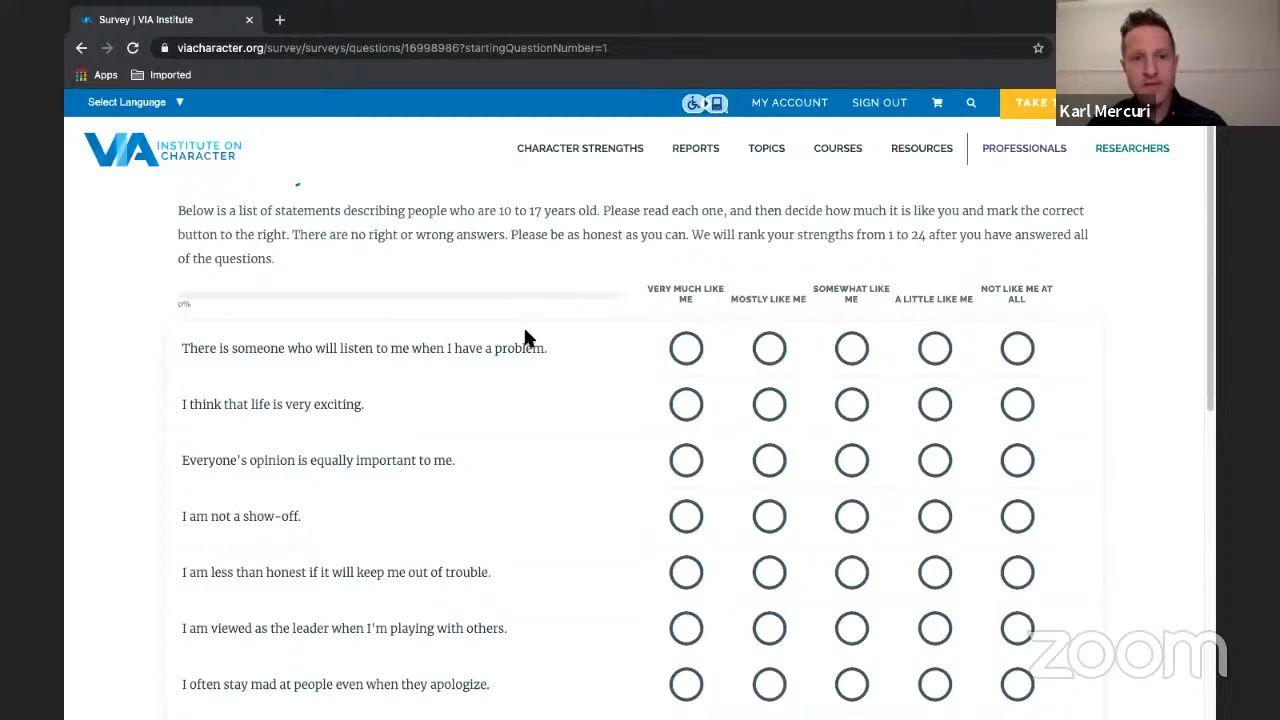 Survey | VIA Institute
viacharacter.org/survey/surveys/questions/16998986?startingQuestionNumber=1
Apps
Imported
Select Language
MY ACCOUNT
SIGN OUT
TAKE
Karl Mercuri
VIA
INSTITUTE ON
CHARACTER
CHARACTER STRENGTHS
REPORTS
TOPICS
COURSES
RESOURCES
PROFESSIONALS
RESEARCHERS
Below is a list of statements describing people who are 10 to 17 years old. Please read each one, and then decide how much it is like you and mark the correct
button to the right. There are no right or wrong answers. Please be as honest as you can. We will rank your strengths from 1 to 24 after you have answered all
of the questions.
0%
VERY MUCH LIKE
ME
MOSTLY LIKE ME
SOMEWHAT LIKE
ME
A LITTLE LIKE ME
NOT LIKE ME AT
ALL
There is someone who will listen to me when I have a problem.
I think that life is very exciting.
Everyone's opinion is equally important to me.
I am not a show-off.
I am less than honest if it will keep me out of trouble.
I am viewed as the leader when I'm playing with others.
I often stay mad at people even when they apologize.
zoom